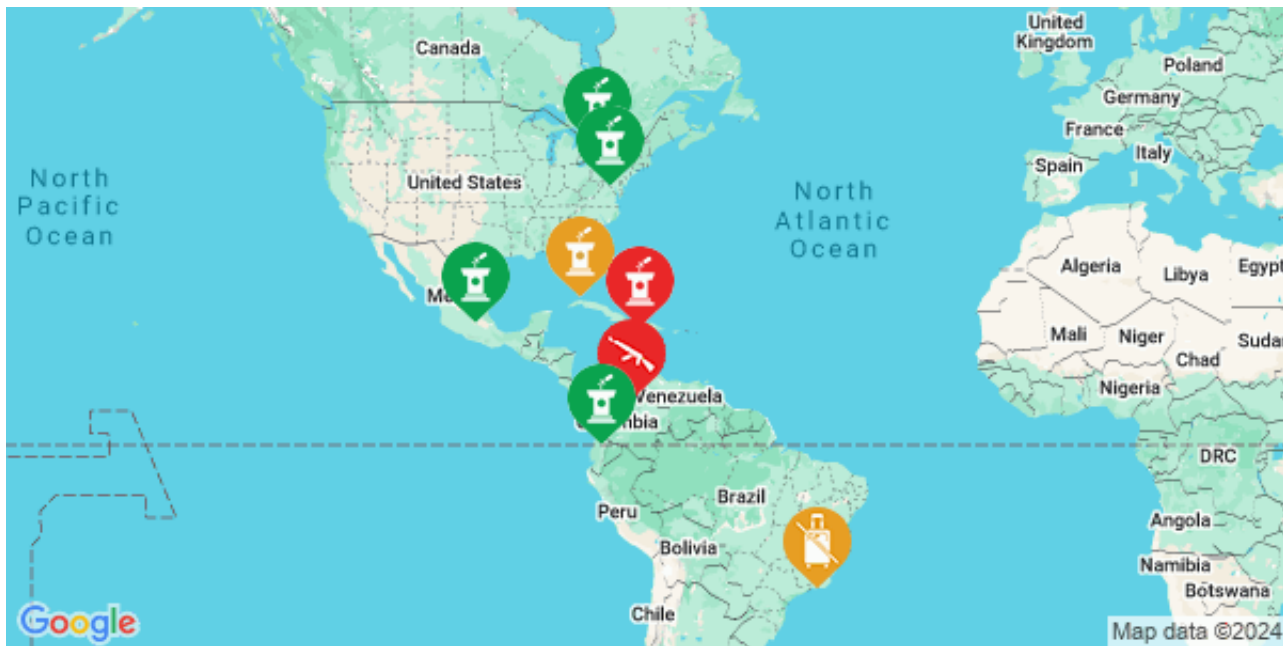 Canada
United
Kingdom
Poland
Germany
France
Italy
Spain
North
Pacific
Ocean
United States
North
Atlantic
Ocean
Algeria
Libya
Egypt
Mali
Niger
Chad
Nigeria
Venezuela
DRC
Peru
Brazil
Bolivia
Angola
Namibia
Botswana
Chile
Google
Map data ©2024